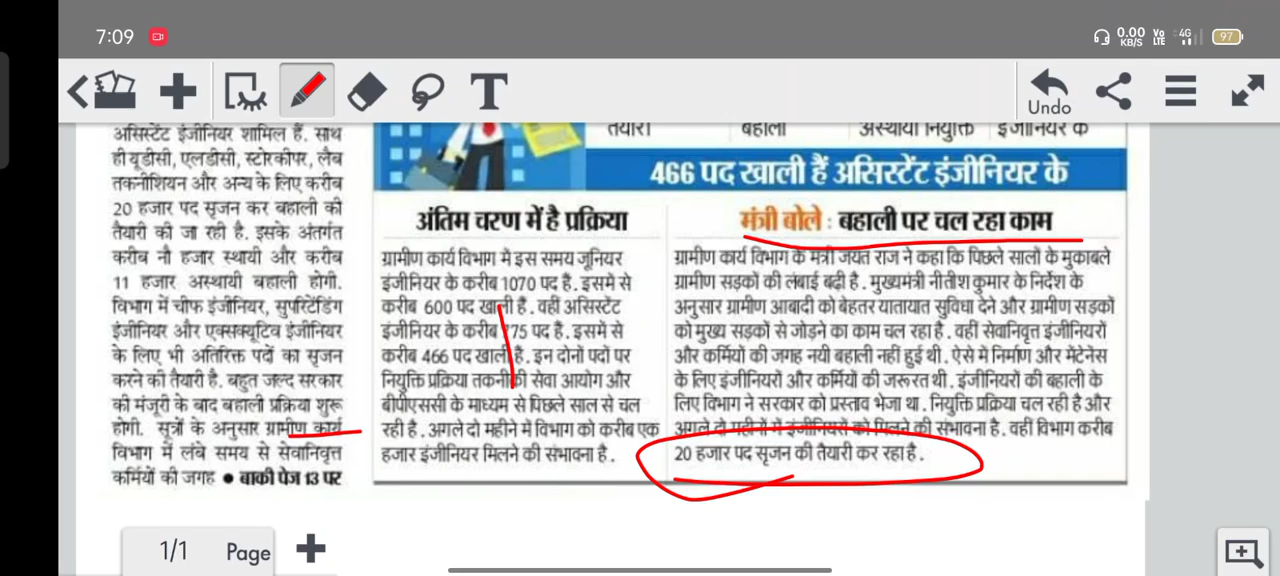 7:09
0.00
KB/S
Vo
LTE
4G
97
T
Undo
असिस्टेंट इंजीनियर शामिल हैं. साथ
ही यूडीसी, एलडीसी, स्टोरकीपर, लैब
तकनीशियन और अन्य के लिए करीब
20 हजार पद सृजन कर बहाली की
तैयारी की जा रही है. इसके अंतर्गत
करीब नौ हजार स्थायी और करीब
11 हजार अस्थायी बहाली होगी.
विभाग में चीफ इंजीनियर, सुपरिटेंडिंग
इंजीनियर और एक्सक्यूटिव इंजीनियर
के लिए भी अतिरिक्त पदों का सृजन
करने की तैयारी है. बहुत जल्द सरकार
की मंजूरी के बाद बहाली प्रक्रिया शुरू
होगी. सूत्रों के अनुसार ग्रामीण कार्य
विभाग में लंबे समय से सेवानिवृत्त
कर्मियों की जगह ● बाकी पेज 13 पर
तैयारी बहाली अस्थायी नियुक्ति इंजीनियर के
466 पद खाली हैं असिस्टेंट इंजीनियर के
अंतिम चरण में है प्रक्रिया
ग्रामीण कार्य विभाग में इस समय जूनियर
इंजीनियर के करीब 1070 पद है. इसमें से
करीब 600 पद खाली है. वहीं असिस्टेंट
इंजीनियर के करीब पद है. इसमें से
करीब 466 पद खाली है. इन दोनों पदों पर
नियुक्ति प्रक्रिया तकनीकी सेवा आयोग और
बीपीएससी के माध्यम से पिछले साल से चल
रही है. अगले दो महीने में विभाग को करीब एक
हजार इंजीनियर मिलने की संभावना है.
मंत्री बोले : बहाली पर चल रहा काम
ग्रामीण कार्य विभाग के मंत्री जयंत राज ने कहा कि पिछले सालों के मुकाबले
ग्रामीण सड़कों की लंबाई बढ़ी है. मुख्यमंत्री नीतीश कुमार के निर्देश के
अनुसार ग्रामीण आबादी को बेहतर यातायात सुविधा देने और ग्रामीण सड़कों
को मुख्य सड़कों से जोड़ने का काम चल रहा है. वहीं सेवानिवृत्त इंजीनियरों
और कर्मियों की जगह नयी बहाली नहीं हुई थी. ऐसे में निर्माण और मेंटेनेंस
के लिए इंजीनियरों और कर्मियों की जरूरत थी. इंजीनियरों की बहाली के
लिए विभाग ने सरकार को प्रस्ताव भेजा था. नियुक्ति प्रक्रिया चल रही है और
अगले दो महीनों में इंजीनियरों को मिलने की संभावना है. वहीं विभाग करीब
20 हजार पद सृजन की तैयारी कर रहा है.
1/1 Page